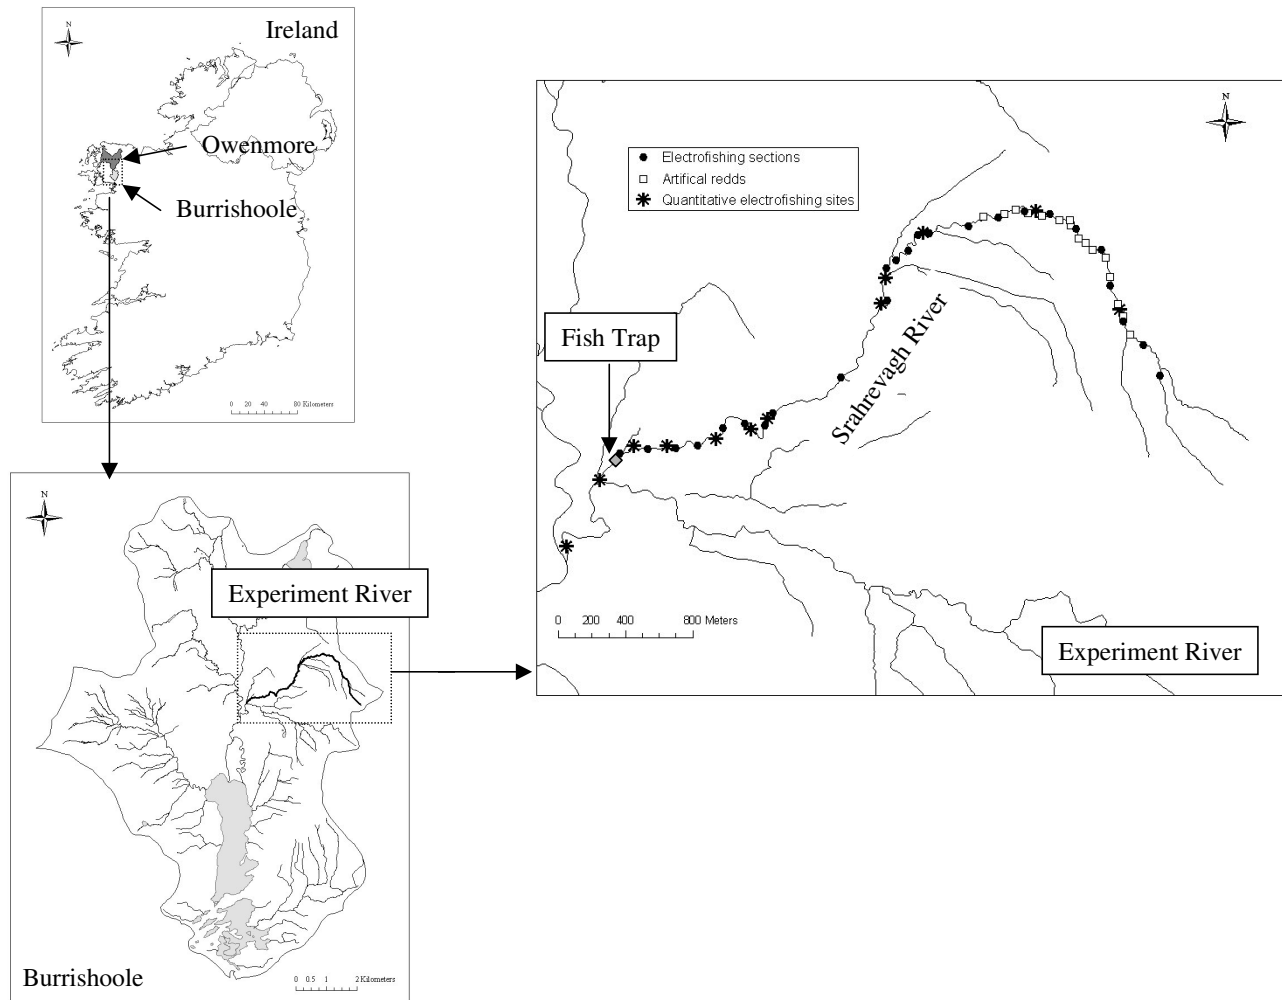 N
Ireland
Owenmore
Burrishoole
0 20 40 80 Kilometers
N
Electrofishing sections
Artifical redds
Quantitative electrofishing sites
Fish Trap
Srahrevagh River
0 200 400 800 Meters
Experiment River
N
Experiment River
Burrishoole
0 0.5 1 2 Kilometers